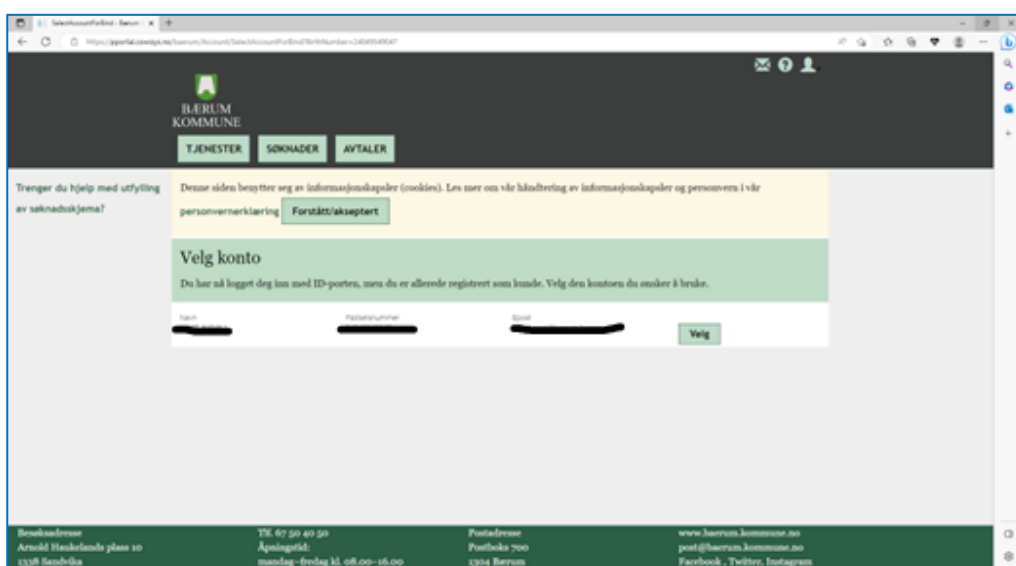 SelectAccountForBind - Bærum
BÆRUM
KOMMUNE
TJENESTER SØKNADER AVTALER
Trenger du hjelp med utfylling
av søknadsskjema?
Denne siden benytter seg av informasjonskapsler (cookies). Les mer om vår håndtering av informasjonskapsler og personvern i vår
personvernerklæring Forstått/akseptert
Velg konto
Du har nå logget deg inn med ID-porten, men du er allerede registrert som kunde. Velg den kontoen du ønsker å bruke.
Navn Fødselsnummer Epost
Velg
Besøksadresse
Arnold Haukelands plass 10
1338 Sandvika
Tlf. 67 50 40 50
Åpningstid:
mandag–fredag kl. 08.00–16.00
Postadresse
Postboks 700
1304 Bærum
www.baerum.kommune.no
post@baerum.kommune.no
Facebook , Twitter, Instagram